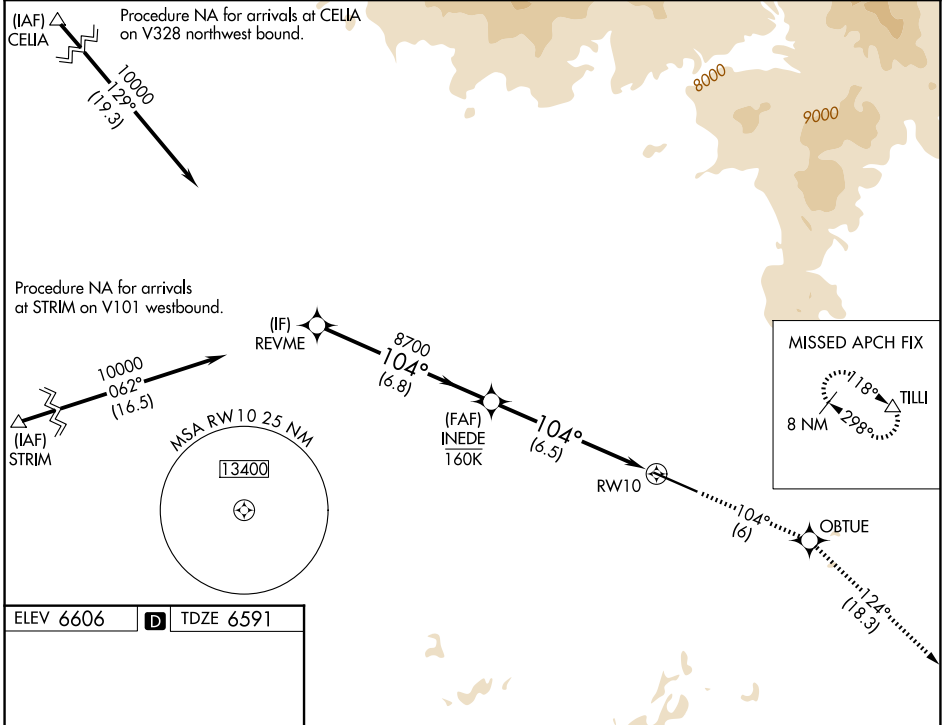 (IAF)
CELIA
Procedure NA for arrivals at CELIA
on V328 northwest bound.
10000
129°
(19.3)
8000
9000
Procedure NA for arrivals
at STRIM on V101 westbound.
(IF)
REVME
10000
062°
(16.5)
(IAF)
STRIM
8700
104°
(6.8)
(FAF)
INEDE
160K
104°
(6.5)
RW10
MISSED APCH FIX
118°
TILLI
8 NM
298°
MSA RW10 25 NM
13400
104°
(6)
OBTUE
124°
(18.3)
ELEV 6606
D
TDZE 6591